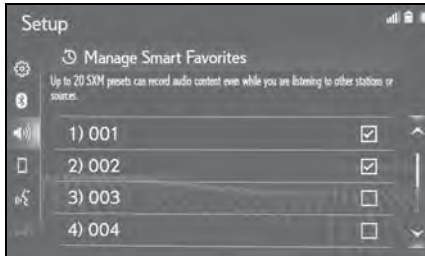 Setup
Manage Smart Favorites
Up to 20 SXM presets can record audio content even while you are listening to other stations or
sources.
1) 001
2) 002
3) 003
4) 004